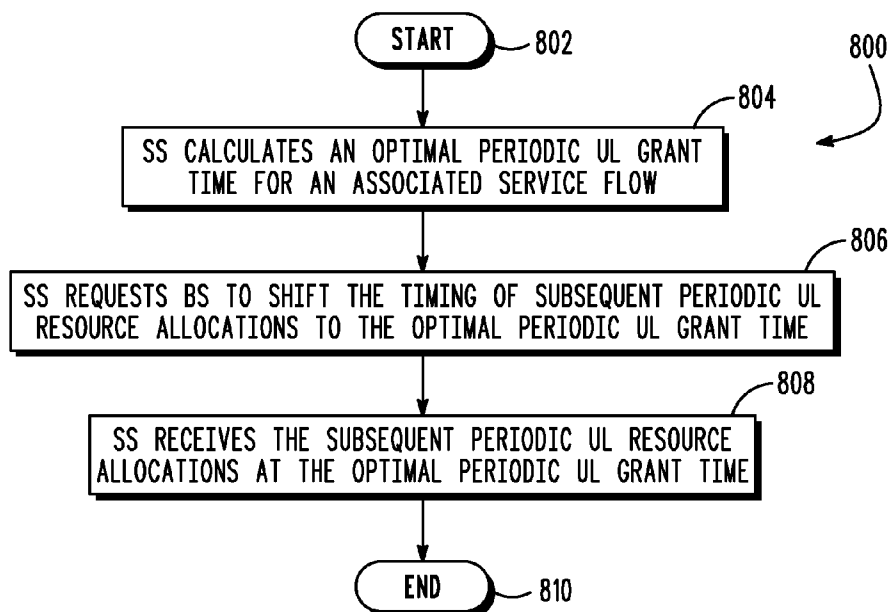 START
802
800
804
SS CALCULATES AN OPTIMAL PERIODIC UL GRANT
TIME FOR AN ASSOCIATED SERVICE FLOW
806
SS REQUESTS BS TO SHIFT THE TIMING OF SUBSEQUENT PERIODIC UL
RESOURCE ALLOCATIONS TO THE OPTIMAL PERIODIC UL GRANT TIME
808
SS RECEIVES THE SUBSEQUENT PERIODIC UL RESOURCE
ALLOCATIONS AT THE OPTIMAL PERIODIC UL GRANT TIME
END
810